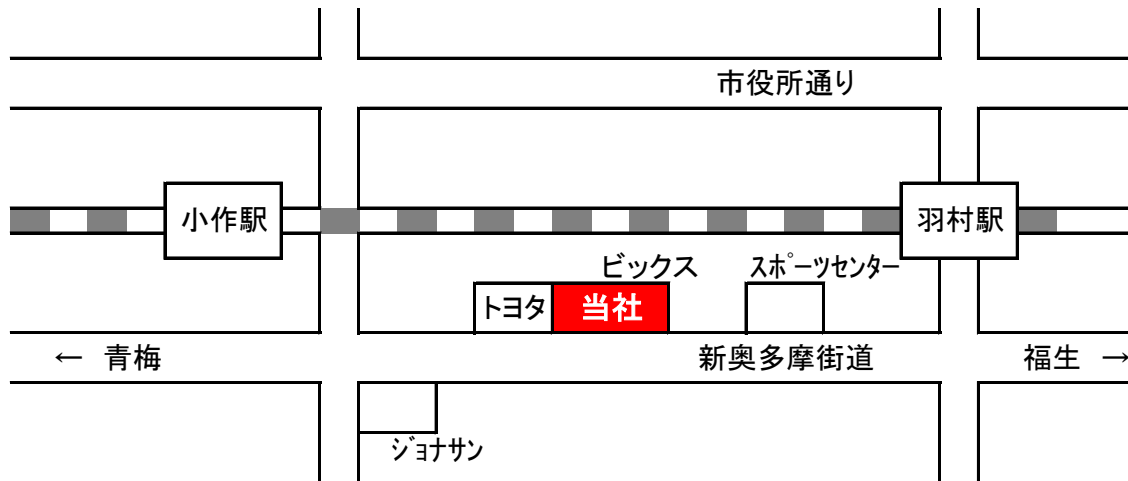 市役所通り
小作駅
羽村駅
ビックス
スポーツセンター
トヨタ
当社
← 青梅
新奥多摩街道
福生 →
ジョナサン